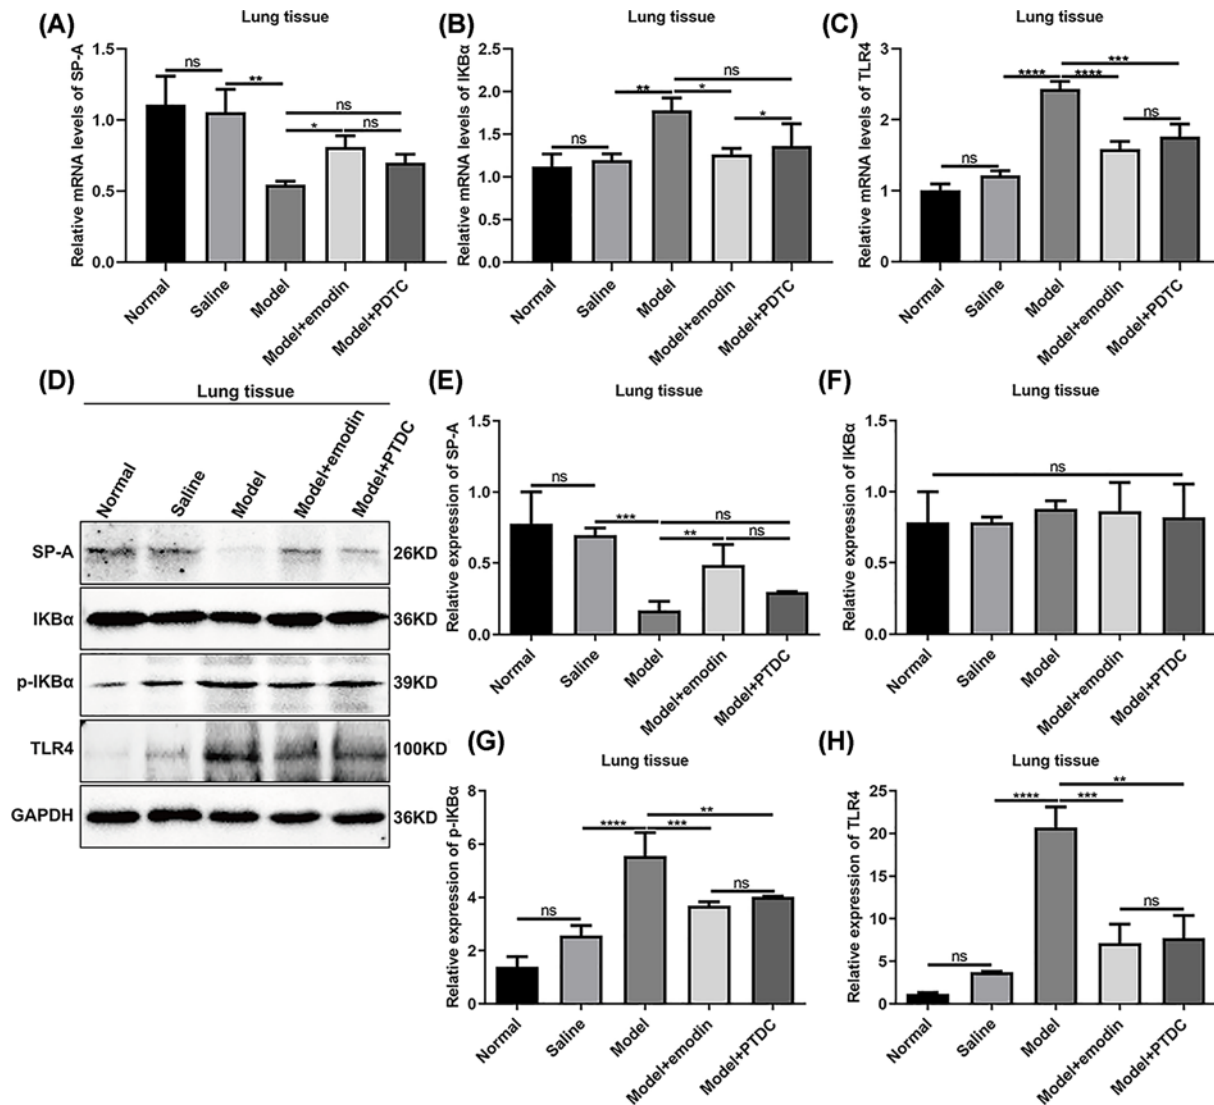 (A)
Lung tissue
Relative mRNA levels of SP-A
1.5
1.0
0.5
0.0
ns
**
ns
*
ns
Normal
Saline
Model
Model+emodin
Model+PDTC
(B)
Lung tissue
Relative mRNA levels of IKBα
2.5
2.0
1.5
1.0
0.5
0.0
ns
**
ns
*
*
Normal
Saline
Model
Model+emodin
Model+PDTC
(C)
Lung tissue
Relative mRNA levels of TLR4
3
2
1
0
ns
****
***
****
ns
Normal
Saline
Model
Model+emodin
Model+PDTC
(D)
Lung tissue
Normal
Saline
Model
Model+emodin
Model+PTDC
SP-A
26KD
IKBα
36KD
p-IKBα
39KD
TLR4
100KD
GAPDH
36KD
(E)
Lung tissue
Relative expression of SP-A
1.5
1.0
0.5
0.0
ns
***
ns
**
ns
Normal
Saline
Model
Model+emodin
Model+PTDC
(F)
Lung tissue
Relative expression of IKBα
1.5
1.0
0.5
0.0
ns
Normal
Saline
Model
Model+emodin
Model+PTDC
(G)
Lung tissue
Relative expression of p-IKBα
8
6
4
2
0
ns
****
**
***
ns
Normal
Saline
Model
Model+emodin
Model+PTDC
(H)
Lung tissue
Relative expression of TLR4
25
20
15
10
5
0
ns
****
**
***
ns
Normal
Saline
Model
Model+emodin
Model+PTDC